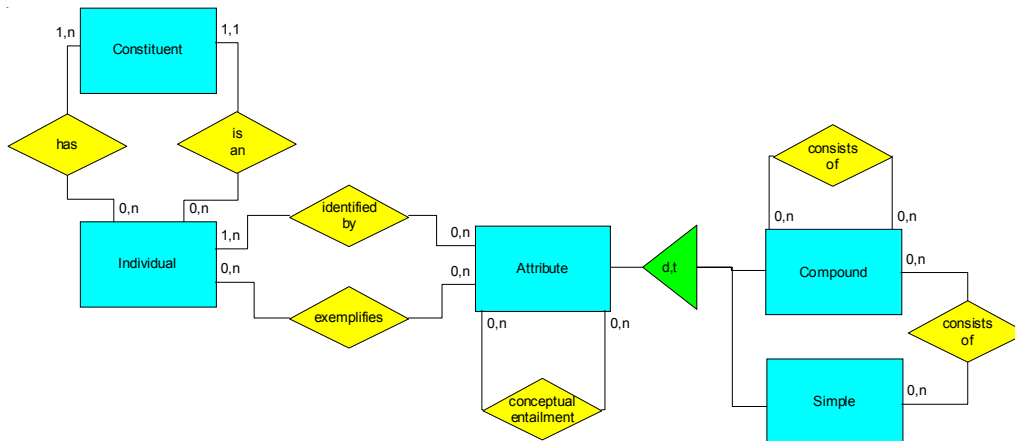 1,n
Constituent
1,1
has
is
an
consists
of
0,n
0,n
0,n
0,n
identified
by
1,n
0,n
Individual
Attribute
d,t
Compound
0,n
0,n
0,n
exemplifies
consists
of
0,n
0,n
conceptual
entailment
Simple
0,n